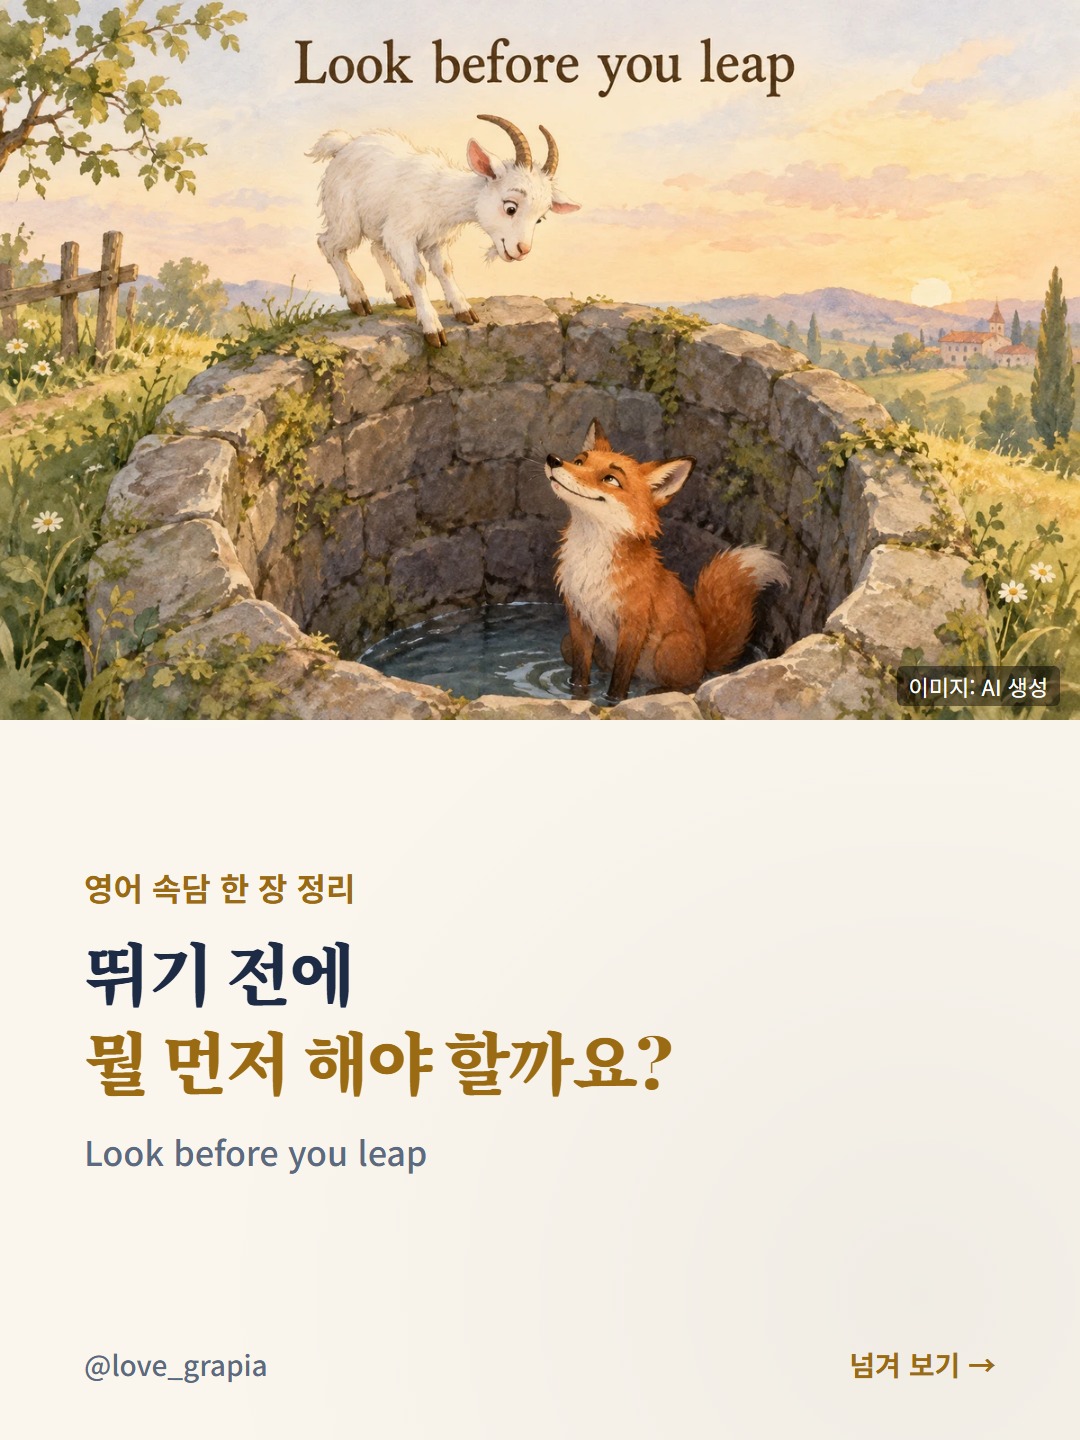 Look before you leap
이미지: AI 생성
영어 속담 한 장 정리
뛰기 전에
뭘 먼저 해야 할까요?
Look before you leap
@love_grapia
넘겨 보기 →